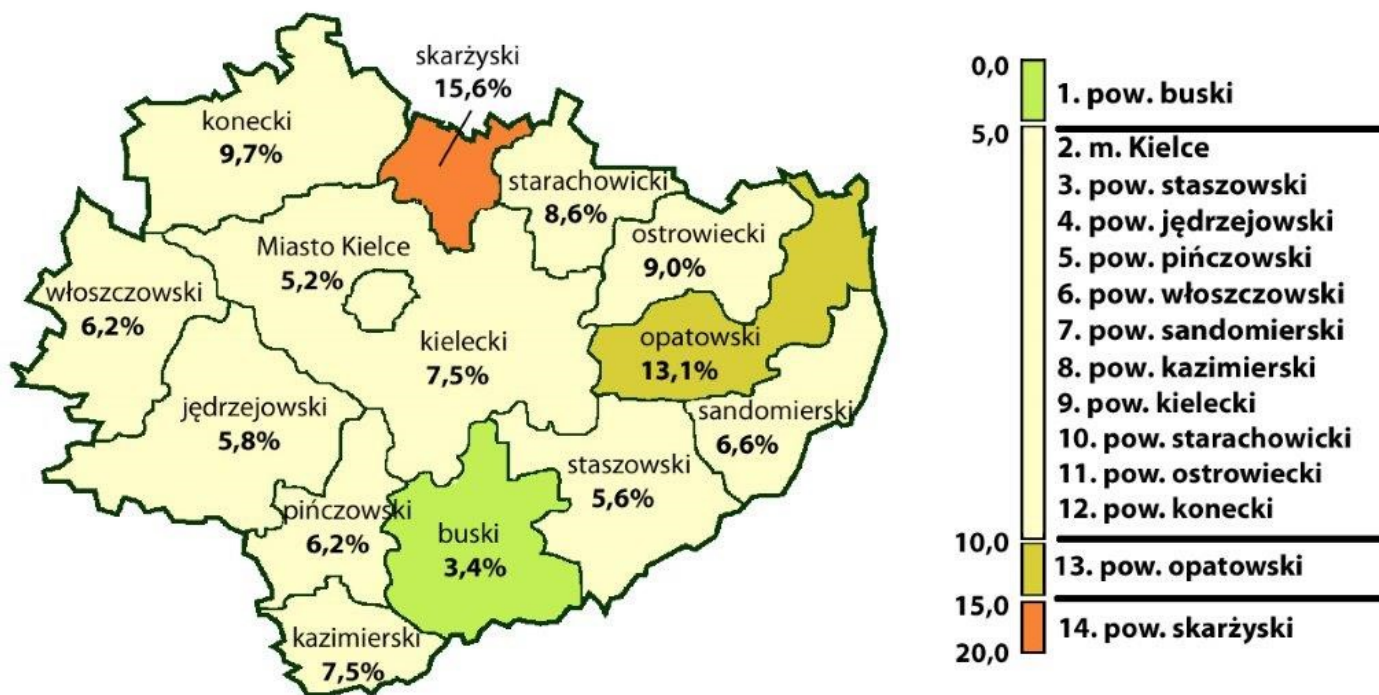 skarżyski
15,6%
konecki
9,7%
starachowicki
8,6%
ostrowiecki
9,0%
Miasto Kielce
5,2%
włoszczowski
6,2%
kielecki
7,5%
opatowski
13,1%
jędrzejowski
5,8%
sandomierski
6,6%
staszowski
5,6%
pińczowski
6,2%
buski
3,4%
kazimierski
7,5%
0,0
1. pow. buski
5,0
2. m. Kielce
3. pow. staszowski
4. pow. jędrzejowski
5. pow. pińczowski
6. pow. włoszczowski
7. pow. sandomierski
8. pow. kazimierski
9. pow. kielecki
10. pow. starachowicki
11. pow. ostrowiecki
12. pow. konecki
10,0
13. pow. opatowski
15,0
14. pow. skarżyski
20,0